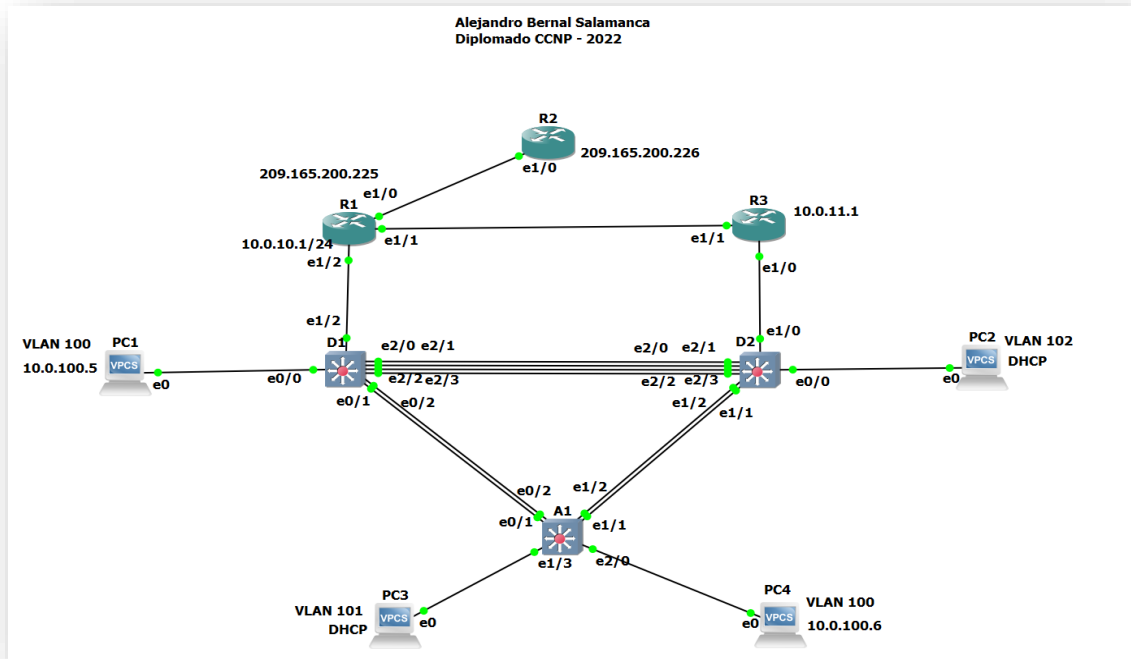 Alejandro Bernal Salamanca
Diplomado CCNP - 2022
R2
209.165.200.226
e1/0
209.165.200.225
e1/0
R1
R3
10.0.11.1
10.0.10.1/24
e1/1
e1/1
e1/2
e1/0
e1/2
e1/0
VLAN 100
PC1
D1
e2/0 e2/1
e2/0 e2/1
D2
PC2
VLAN 102
10.0.100.5
VPCS
VPCS
DHCP
e0
e0/0
e2/2 e2/3
e2/2 e2/3
e0/0
e0
e0/1
e0/2
e1/2
e1/1
e0/2
e1/2
e0/1
A1
e1/1
e1/3
e2/0
PC3
PC4
VLAN 101
VLAN 100
DHCP
VPCS
e0
e0
VPCS
10.0.100.6